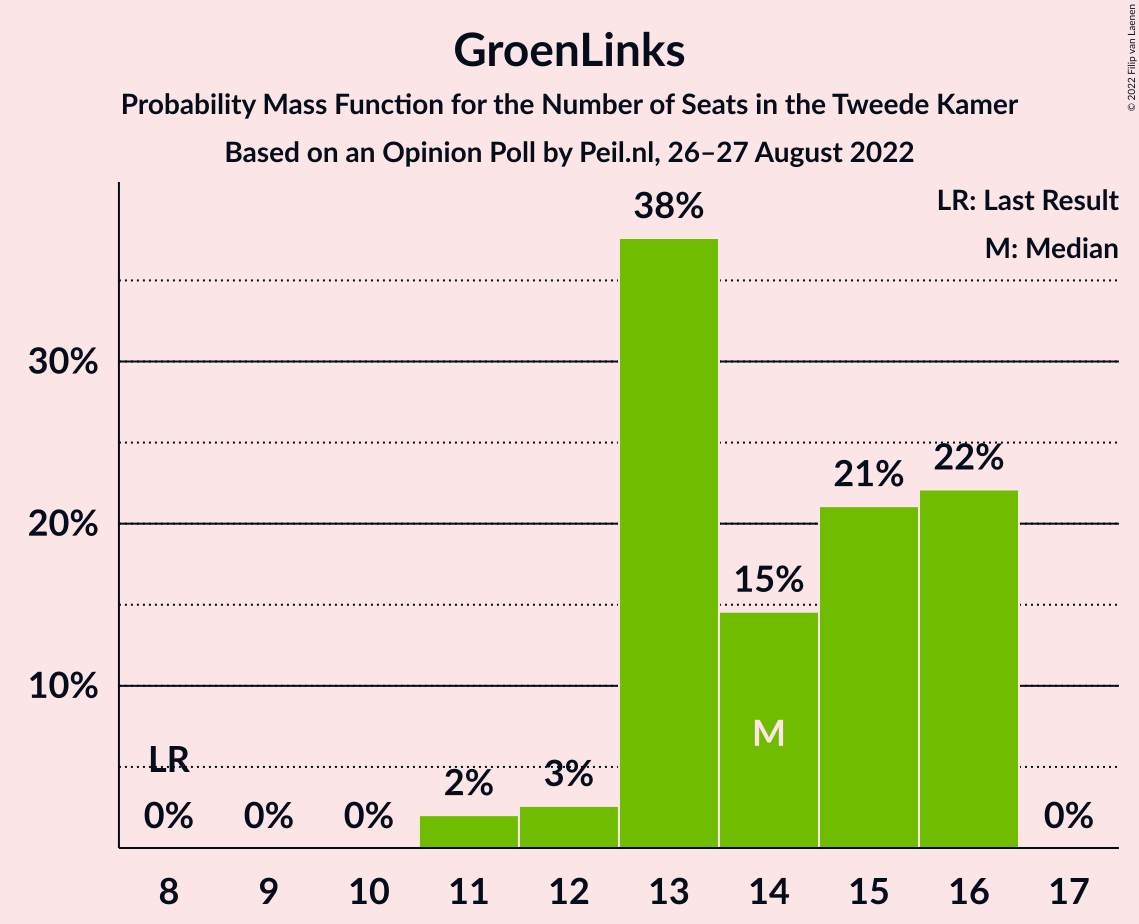 GroenLinks
Probability Mass Function for the Number of Seats in the Tweede Kamer
Based on an Opinion Poll by Peil.nl, 26–27 August 2022
© 2022 Filip van Laenen
LR: Last Result
M: Median
38%
30%
22%
21%
20%
15%
10%
M
LR
3%
2%
0%
0%
0%
0%
8 9 10 11 12 13 14 15 16 17